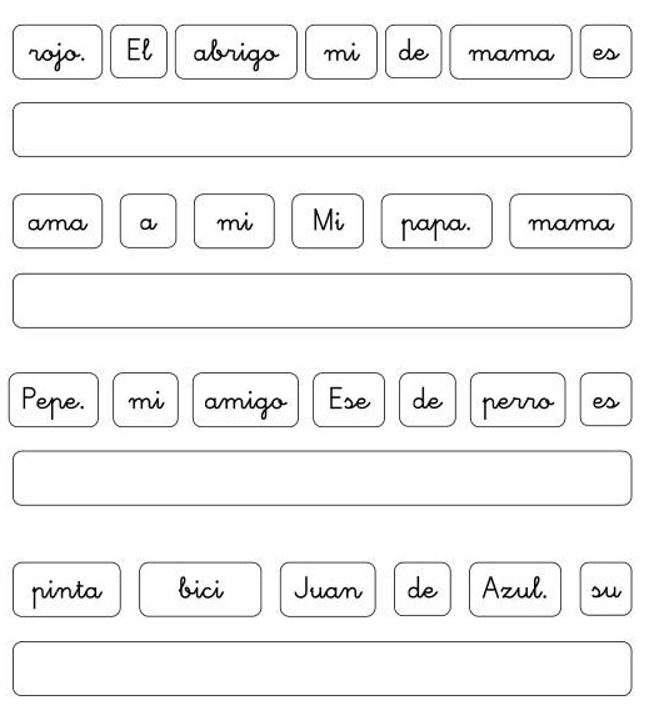 rojo. El abrigo mi de mama es
ama a mi Mi papa. mama
Pepe. mi amigo Ese de perro es
pinta bici Juan de Azul. su